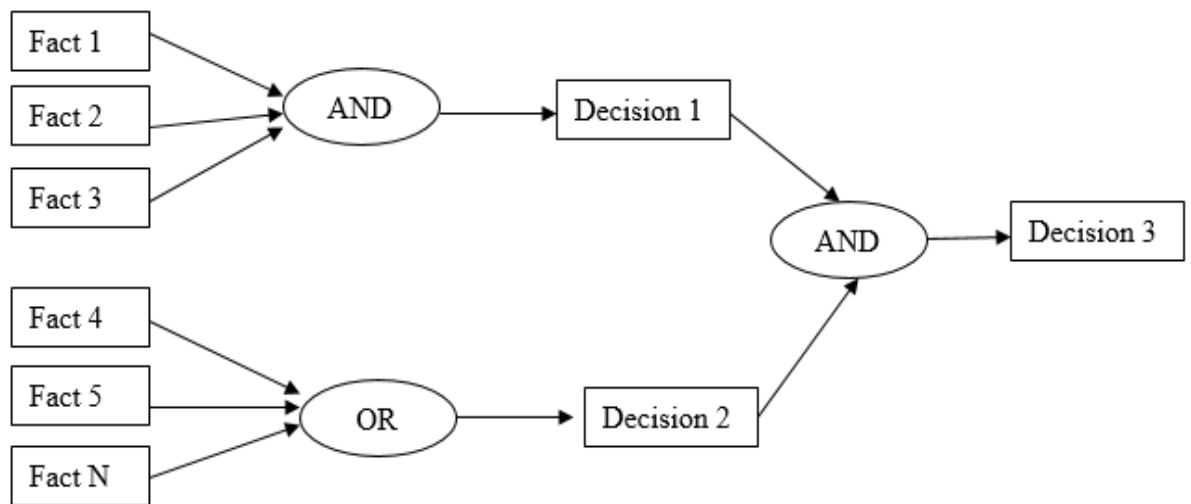 Fact 1
Fact 2
Fact 3
AND
Decision 1
AND
Decision 3
Fact 4
Fact 5
Fact N
OR
Decision 2